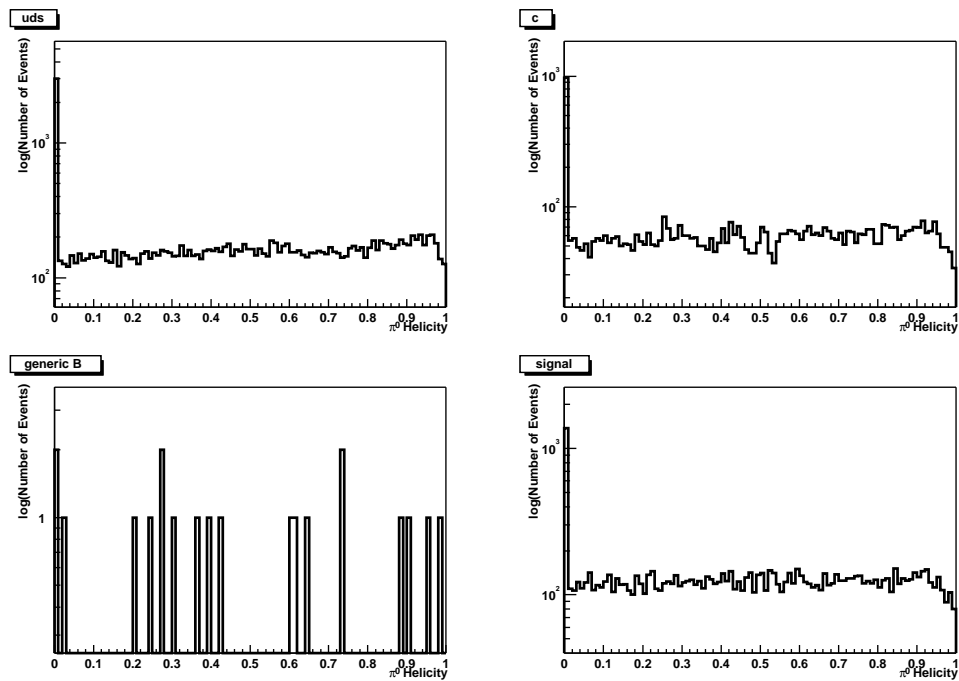 uds
log(Number of Events)
10³
10²
0 0.1 0.2 0.3 0.4 0.5 0.6 0.7 0.8 0.9 1
π⁰ Helicity
c
log(Number of Events)
10³
10²
0 0.1 0.2 0.3 0.4 0.5 0.6 0.7 0.8 0.9 1
π⁰ Helicity
generic B
log(Number of Events)
1
0 0.1 0.2 0.3 0.4 0.5 0.6 0.7 0.8 0.9 1
π⁰ Helicity
signal
log(Number of Events)
10³
10²
0 0.1 0.2 0.3 0.4 0.5 0.6 0.7 0.8 0.9 1
π⁰ Helicity